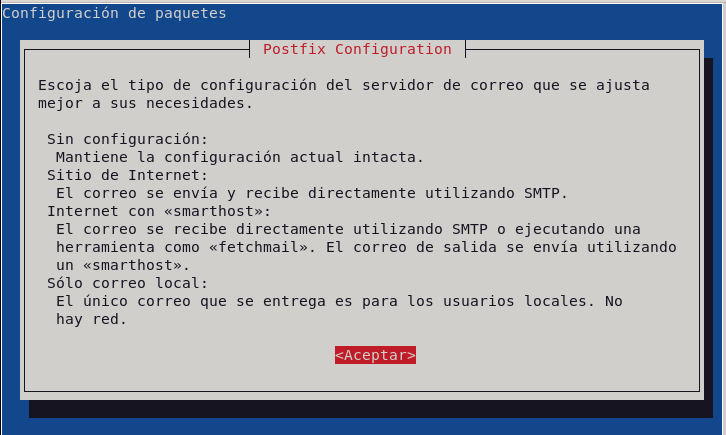 Configuración de paquetes
Postfix Configuration
Escoja el tipo de configuración del servidor de correo que se ajusta
mejor a sus necesidades.
Sin configuración:
Mantiene la configuración actual intacta.
Sitio de Internet:
El correo se envía y recibe directamente utilizando SMTP.
Internet con «smarthost»:
El correo se recibe directamente utilizando SMTP o ejecutando una
herramienta como «fetchmail». El correo de salida se envía utilizando
un «smarthost».
Sólo correo local:
El único correo que se entrega es para los usuarios locales. No
hay red.
<Aceptar>